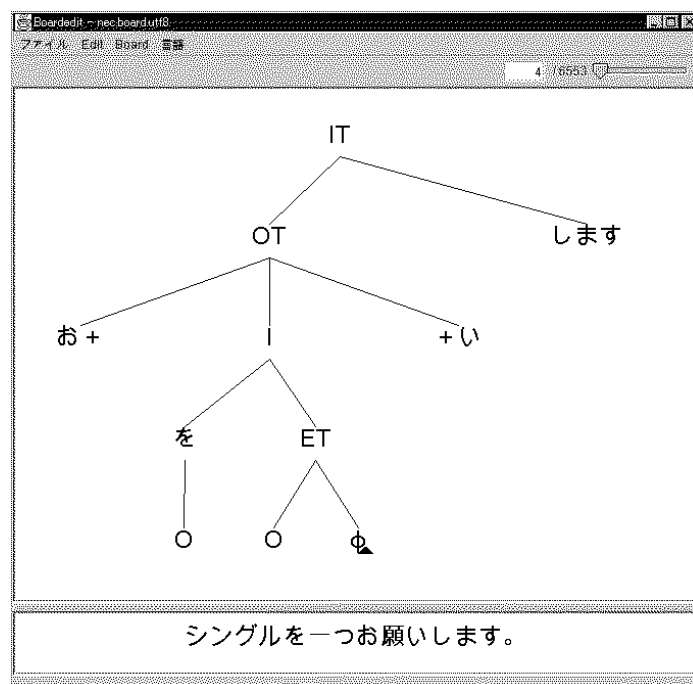 Boardedit - nec.board.utf8
ファイル Edit Board 言語
4 /6553
IT
OT します
お + I + い
を ET
O O ф
シングルを一つお願いします。